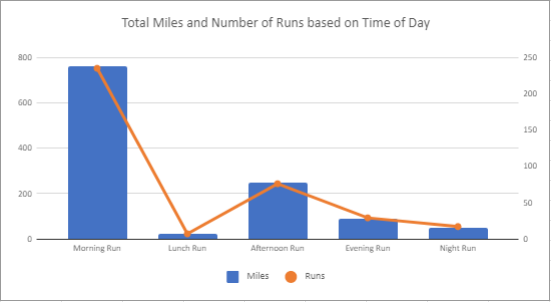 Total Miles and Number of Runs based on Time of Day
800
600
400
200
0
250
200
150
100
50
0
Morning Run
Lunch Run
Afternoon Run
Evening Run
Night Run
Miles
Runs